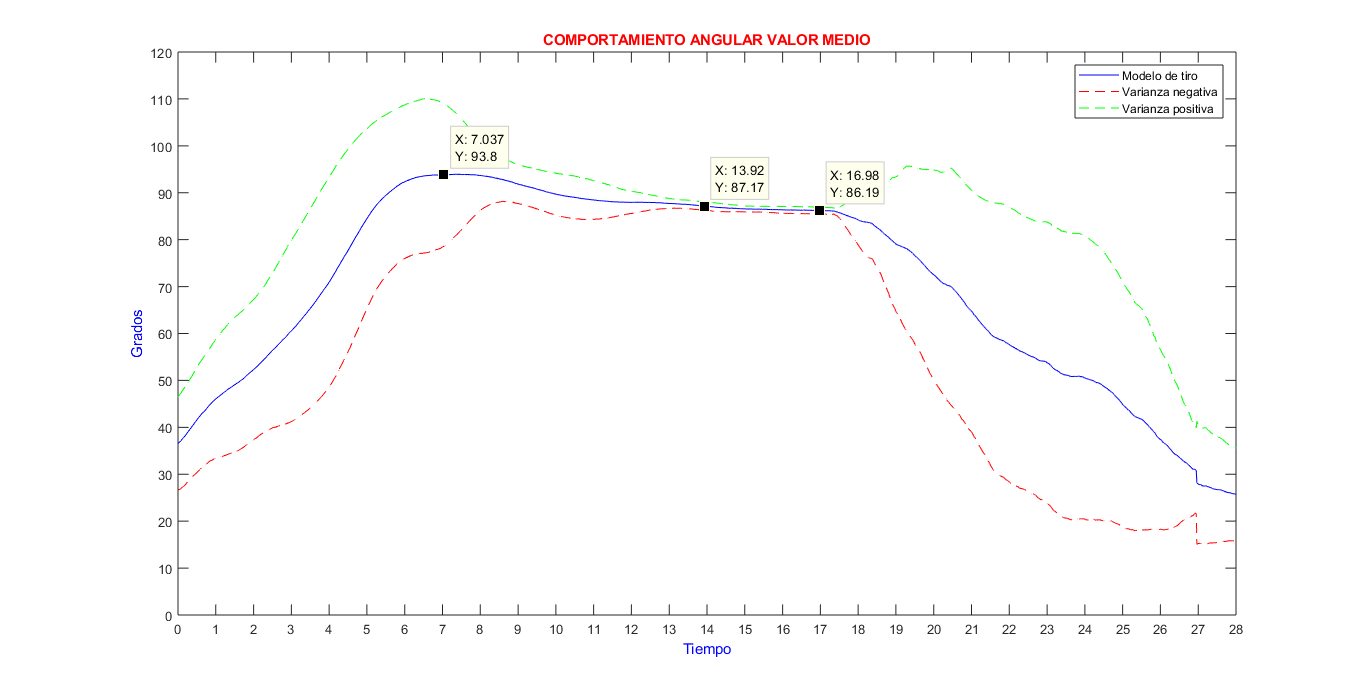 COMPORTAMIENTO ANGULAR VALOR MEDIO
120
110
100
90
80
70
60
50
40
30
20
10
0
Grados
Modelo de tiro
Varianza negativa
Varianza positiva
X: 7.037
Y: 93.8
X: 13.92
Y: 87.17
X: 16.98
Y: 86.19
0 1 2 3 4 5 6 7 8 9 10 11 12 13 14 15 16 17 18 19 20 21 22 23 24 25 26 27 28
Tiempo